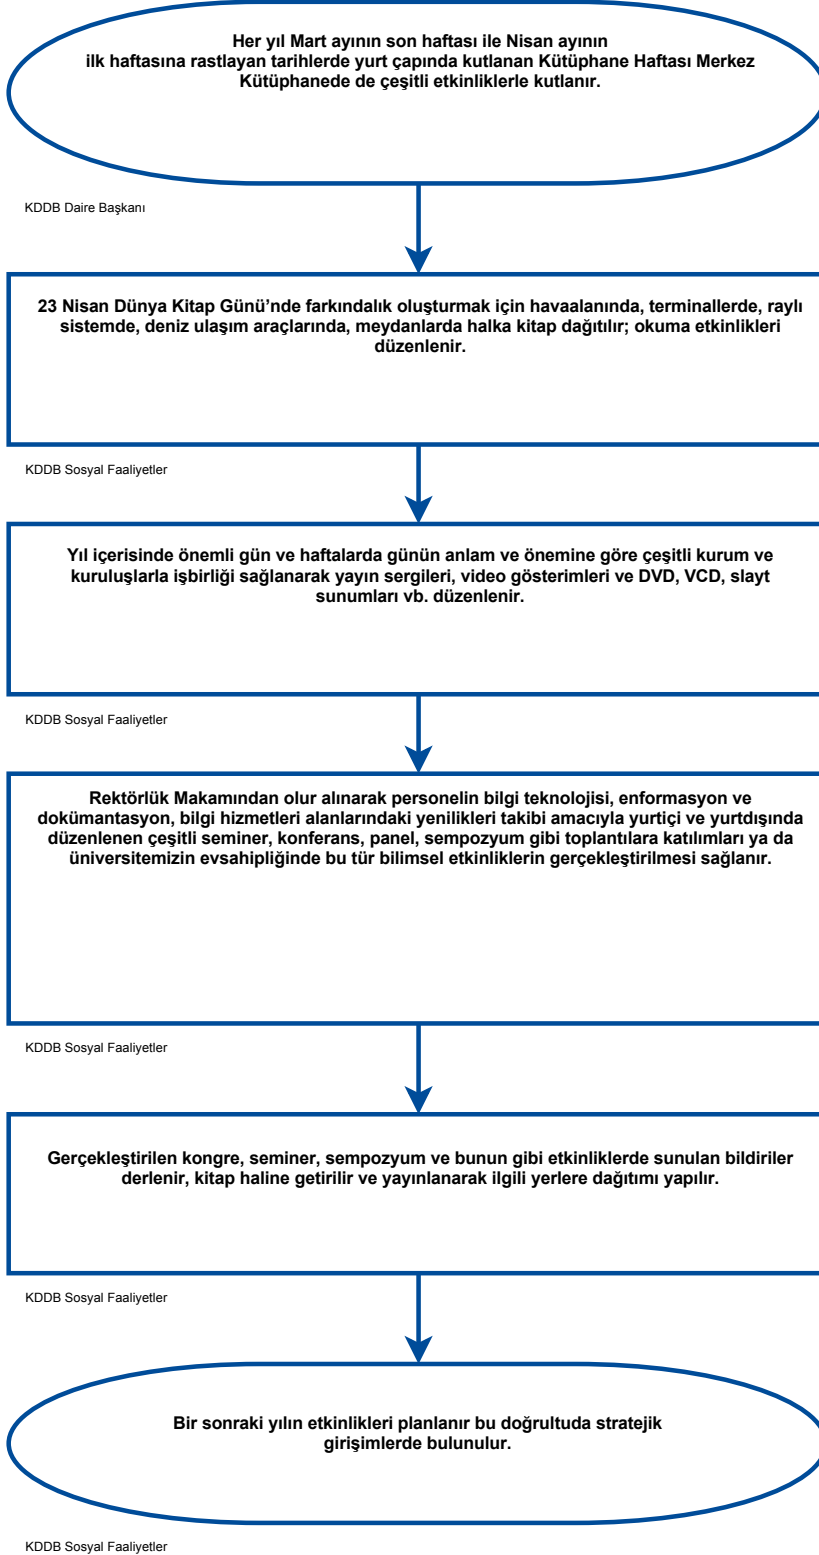 Her yıl Mart ayının son haftası ile Nisan ayının
ilk haftasına rastlayan tarihlerde yurt çapında kutlanan Kütüphane Haftası Merkez
Kütüphanede de çeşitli etkinliklerle kutlanır.
KDDB Daire Başkanı
23 Nisan Dünya Kitap Günü’nde farkındalık oluşturmak için havaalanında, terminallerde, raylı
sistemde, deniz ulaşım araçlarında, meydanlarda halka kitap dağıtılır; okuma etkinlikleri
düzenlenir.
KDDB Sosyal Faaliyetler
Yıl içerisinde önemli gün ve haftalarda günün anlam ve önemine göre çeşitli kurum ve
kuruluşlarla işbirliği sağlanarak yayın sergileri, video gösterimleri ve DVD, VCD, slayt
sunumları vb. düzenlenir.
KDDB Sosyal Faaliyetler
Rektörlük Makamından olur alınarak personelin bilgi teknolojisi, enformasyon ve
dokümantasyon, bilgi hizmetleri alanlarındaki yenilikleri takibi amacıyla yurtiçi ve yurtdışında
düzenlenen çeşitli seminer, konferans, panel, sempozyum gibi toplantılara katılımları ya da
üniversitemizin evsahipliğinde bu tür bilimsel etkinliklerin gerçekleştirilmesi sağlanır.
KDDB Sosyal Faaliyetler
Gerçekleştirilen kongre, seminer, sempozyum ve bunun gibi etkinliklerde sunulan bildiriler
derlenir, kitap haline getirilir ve yayınlanarak ilgili yerlere dağıtımı yapılır.
KDDB Sosyal Faaliyetler
Bir sonraki yılın etkinlikleri planlanır bu doğrultuda stratejik
girişimlerde bulunulur.
KDDB Sosyal Faaliyetler